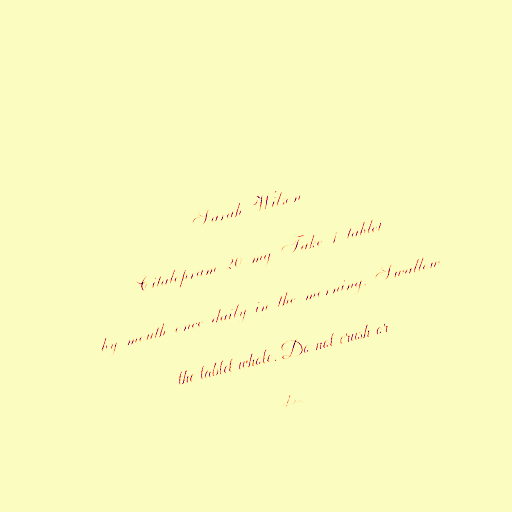 Sarah Wilson
Citalopram 20 mg Take 1 tablet
by mouth once daily in the morning. Swallow
the tablet whole. Do not crush or